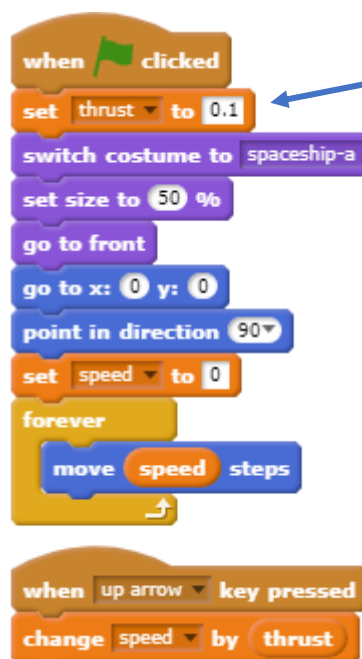 when clicked
set thrust to 0.1
switch costume to spaceship-a
set size to 50 %
go to front
go to x: 0 y: 0
point in direction 90
set speed to 0
forever
move speed steps
when up arrow key pressed
change speed by thrust